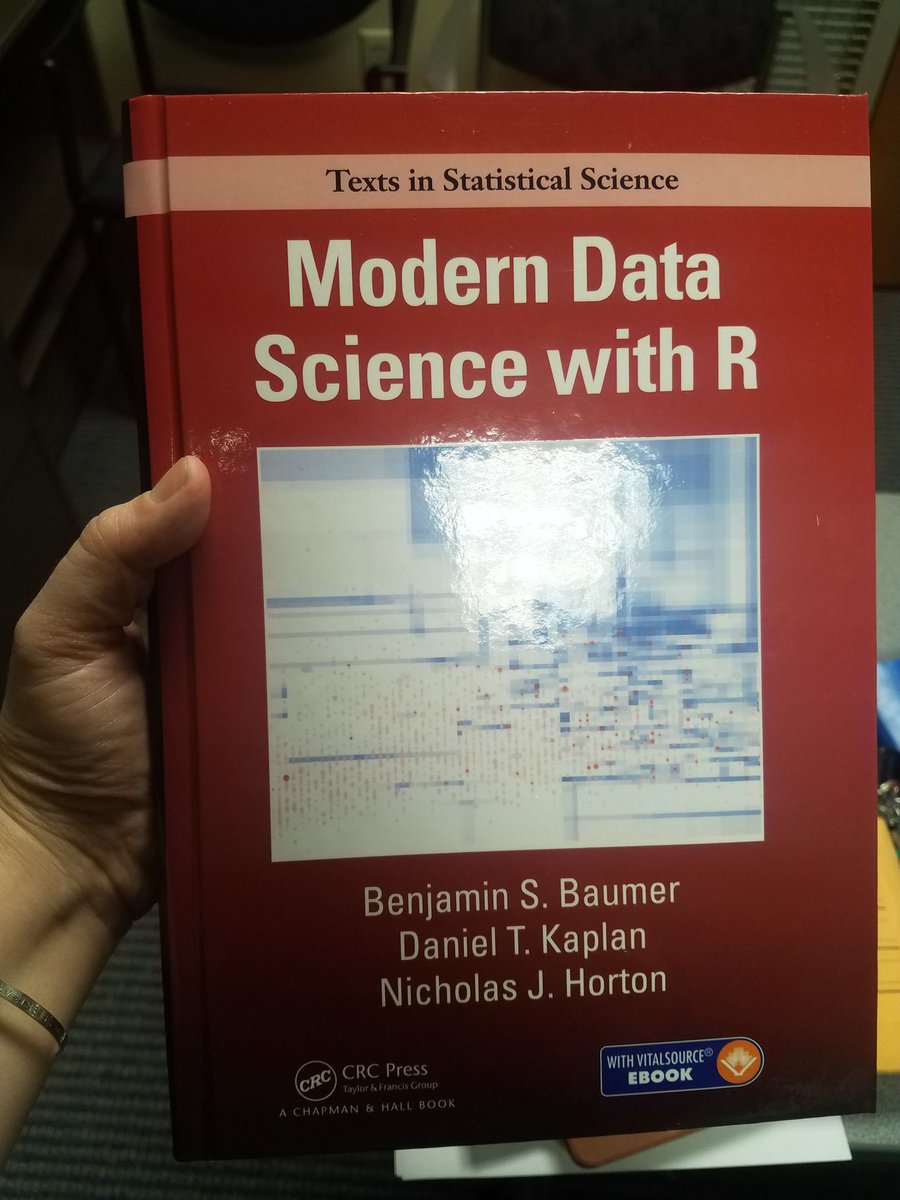 Texts in Statistical Science
Modern Data
Science with R
Benjamin S. Baumer
Daniel T. Kaplan
Nicholas J. Horton
CRC
CRC Press
Taylor & Francis Group
A CHAPMAN & HALL BOOK
WITH VITALSOURCE®
EBOOK